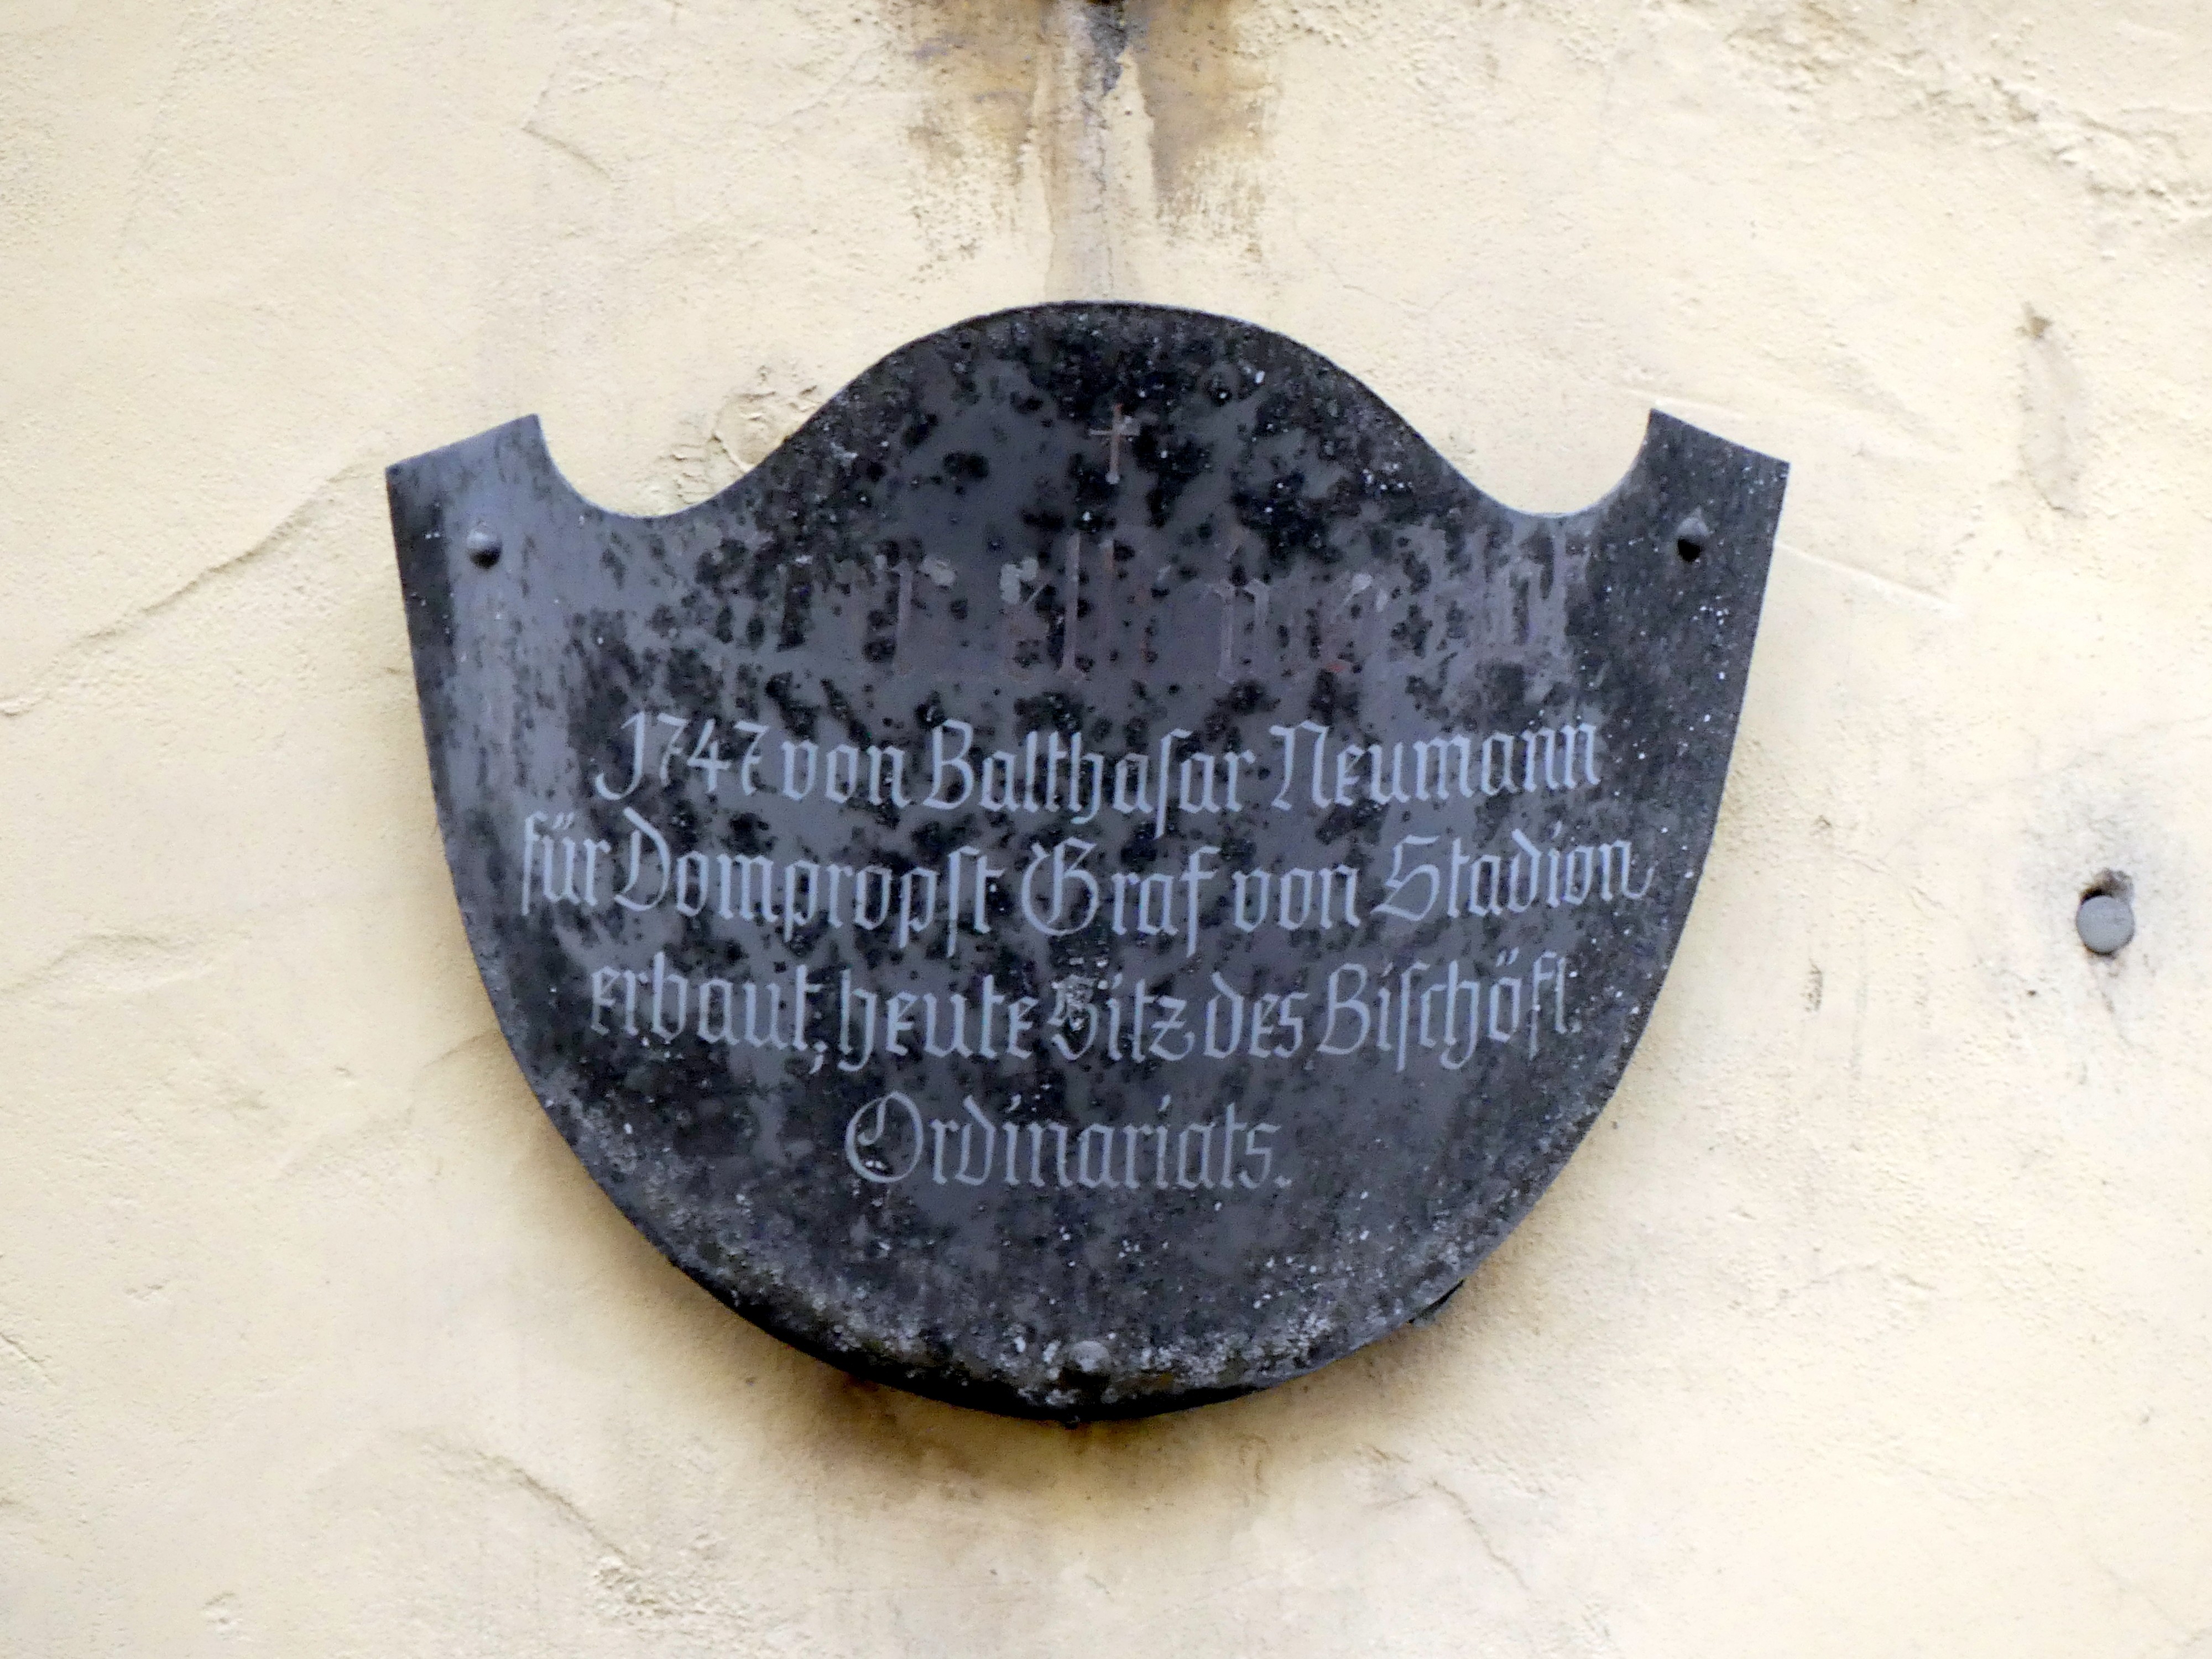 1747 von Balthaſar Neumann
für Dompropſt Graf von Stadion
erbaut; heute Sitz des Biſchöfl.
Ordinariats.